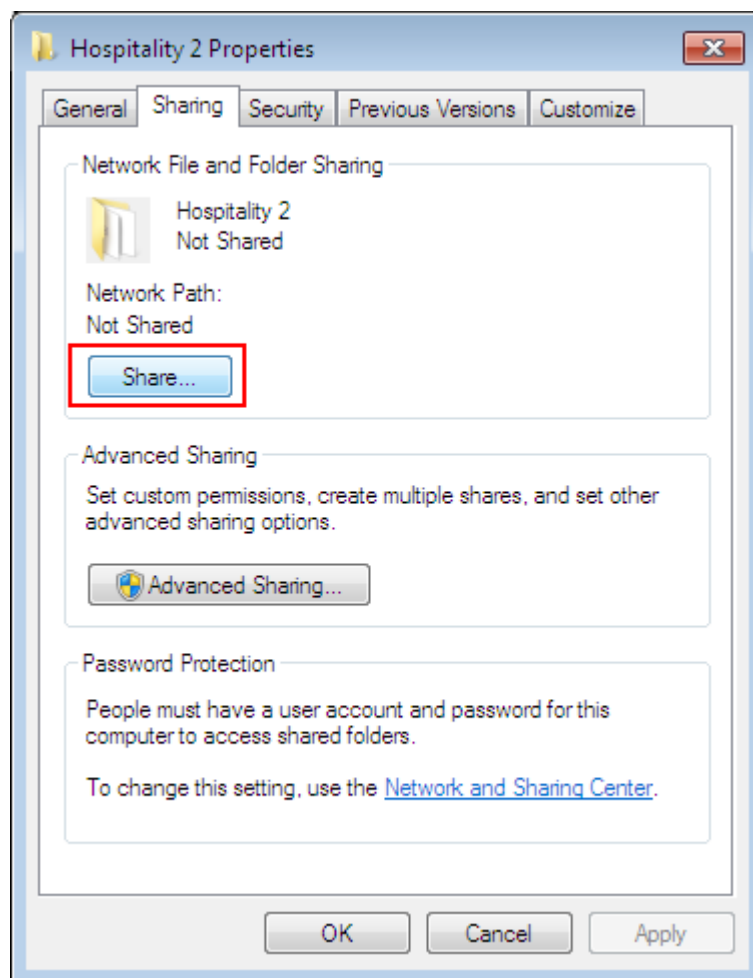 Hospitality 2 Properties
General Sharing Security Previous Versions Customize
Network File and Folder Sharing
Hospitality 2
Not Shared
Network Path:
Not Shared
Share...
Advanced Sharing
Set custom permissions, create multiple shares, and set other
advanced sharing options.
Advanced Sharing...
Password Protection
People must have a user account and password for this
computer to access shared folders.
To change this setting, use the Network and Sharing Center.
OK Cancel Apply